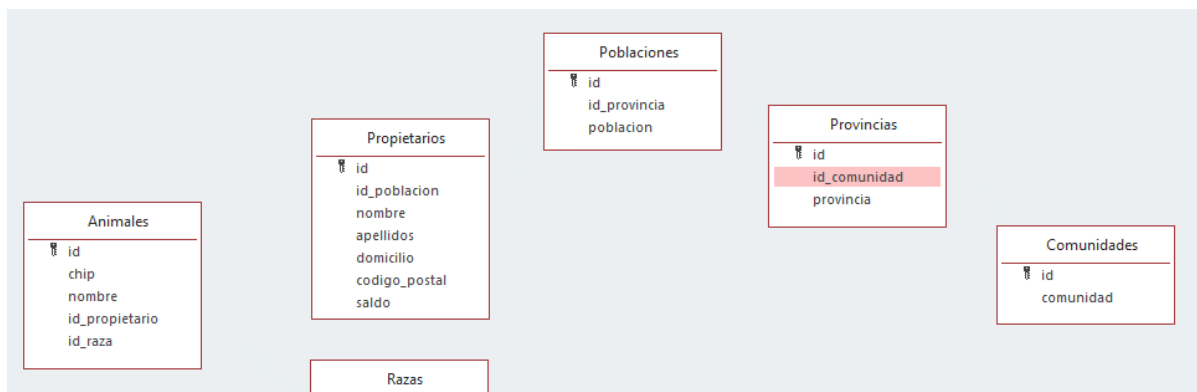 Poblaciones
id
id_provincia
poblacion
Provincias
id
id_comunidad
provincia
Propietarios
id
id_poblacion
nombre
apellidos
domicilio
codigo_postal
saldo
Animales
id
chip
nombre
id_propietario
id_raza
Comunidades
id
comunidad
Razas